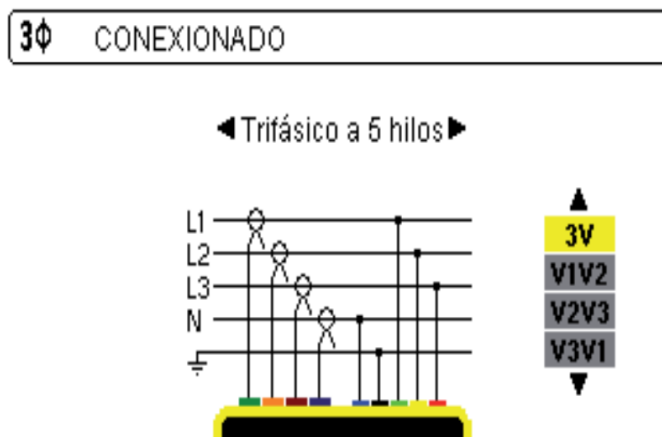 3ϕ CONEXIONADO
◀Trifásico a 5 hilos▶
L1
L2
L3
N
3V
V1V2
V2V3
V3V1